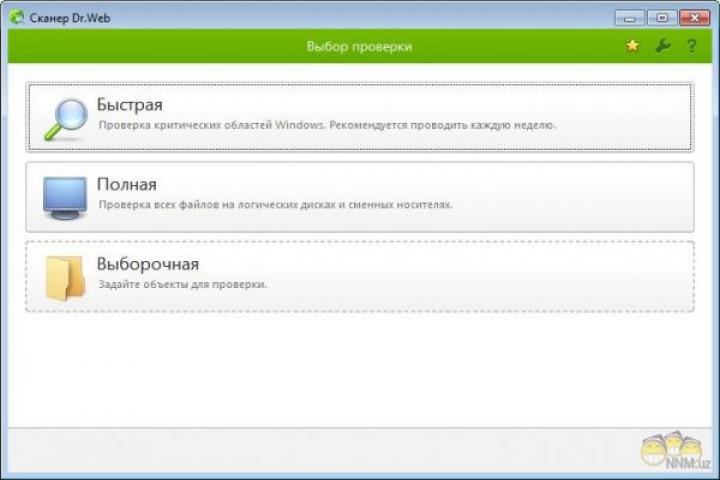 Сканер Dr.Web
Выбор проверки
?
Быстрая
Проверка критических областей Windows. Рекомендуется проводить каждую неделю.
Полная
Проверка всех файлов на логических дисках и сменных носителях.
Выборочная
Задайте объекты для проверки.
NNM.uz